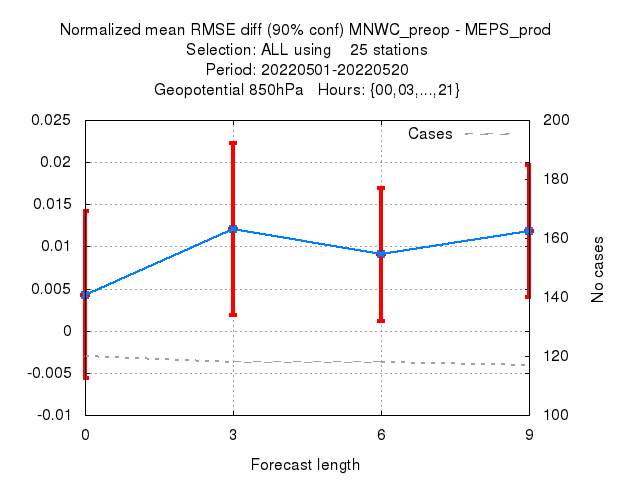 Normalized mean RMSE diff (90% conf) MNWC_preop - MEPS_prod
Selection: ALL using    25 stations
Period: 20220501-20220520
Geopotential 850hPa   Hours: {00,03,...,21}
Cases
0.025
0.02
0.015
0.01
0.005
0
-0.005
-0.01
200
180
160
140
120
100
No cases
0 3 6 9
Forecast length